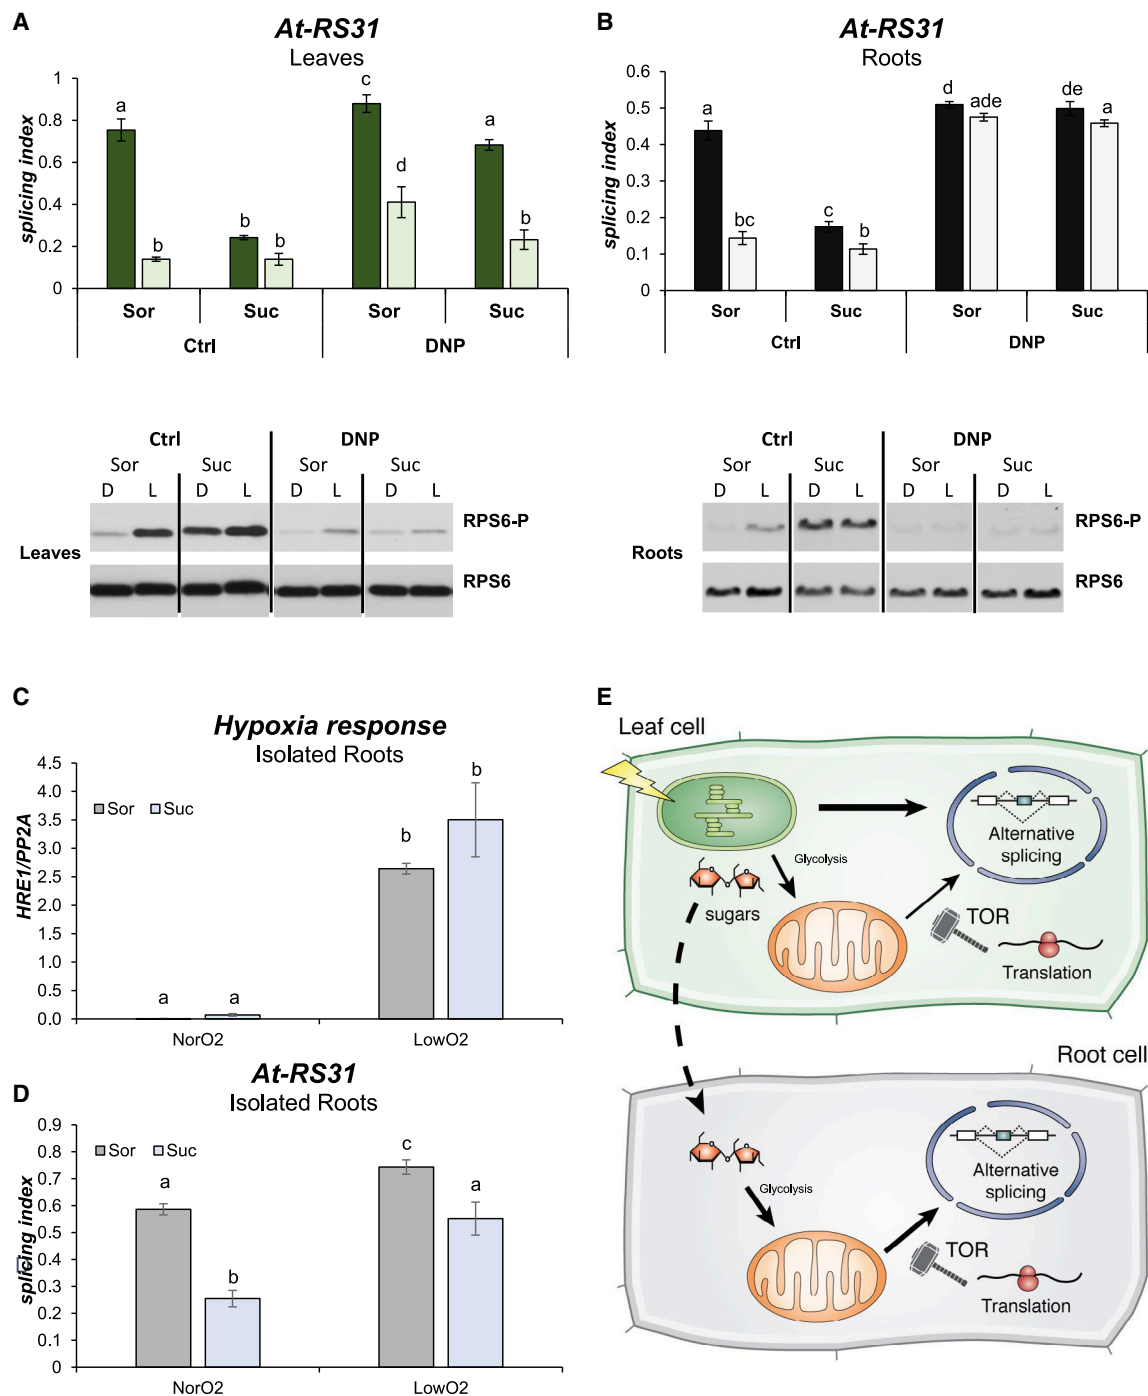 A
At-RS31
Leaves
splicing index
1
0.8
0.6
0.4
0.2
0
a
b
b
b
c
d
a
b
Sor
Suc
Sor
Suc
Ctrl
DNP
B
At-RS31
Roots
splicing index
0.6
0.5
0.4
0.3
0.2
0.1
0
a
bc
c
b
d
ade
de
a
Sor
Suc
Sor
Suc
Ctrl
DNP
Ctrl
DNP
Sor
Suc
Sor
Suc
D
L
D
L
D
L
D
L
RPS6-P
Leaves
RPS6
Ctrl
DNP
Sor
Suc
Sor
Suc
D
L
D
L
D
L
D
L
RPS6-P
Roots
RPS6
C
Hypoxia response
Isolated Roots
HRE1/PP2A
4.5
4.0
3.5
3.0
2.5
2.0
1.5
1.0
0.5
0.0
Sor
Suc
a
a
b
b
NorO2
LowO2
D
At-RS31
Isolated Roots
splicing index
0.9
0.8
0.7
0.6
0.5
0.4
0.3
0.2
0.1
0
Sor
Suc
a
b
c
a
NorO2
LowO2
E
Leaf cell
Alternative
splicing
Glycolysis
sugars
TOR
Translation
Root cell
Alternative
splicing
Glycolysis
TOR
Translation